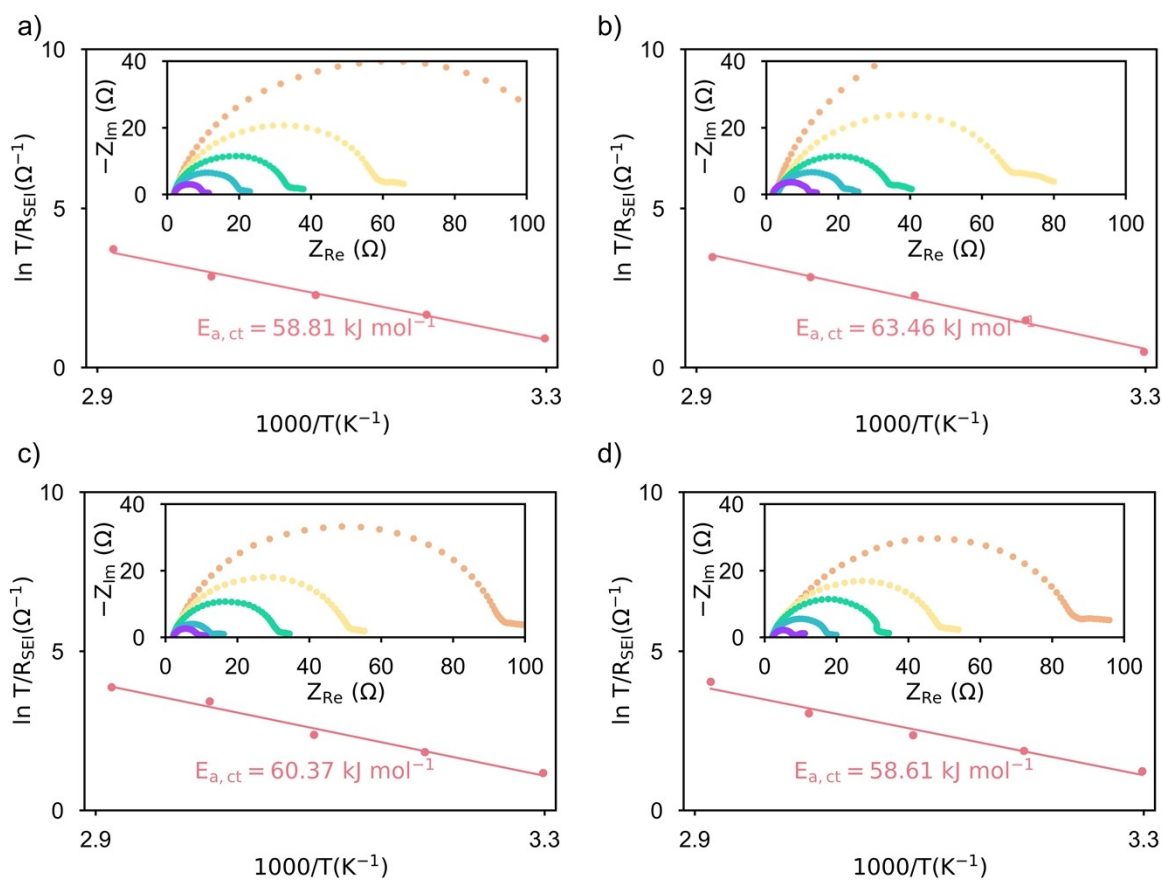 a)
10
ln T/R_SEI(Ω⁻¹)
5
0
2.9
3.3
1000/T(K⁻¹)
40
−Z_Im (Ω)
20
0
0 20 40 60 80 100
Z_Re (Ω)
E_a, ct = 58.81 kJ mol⁻¹
b)
10
ln T/R_SEI(Ω⁻¹)
5
0
2.9
3.3
1000/T(K⁻¹)
40
−Z_Im (Ω)
20
0
0 20 40 60 80 100
Z_Re (Ω)
E_a, ct = 63.46 kJ mol⁻¹
c)
10
ln T/R_SEI(Ω⁻¹)
5
0
2.9
3.3
1000/T(K⁻¹)
40
−Z_Im (Ω)
20
0
0 20 40 60 80 100
Z_Re (Ω)
E_a, ct = 60.37 kJ mol⁻¹
d)
10
ln T/R_SEI(Ω⁻¹)
5
0
2.9
3.3
1000/T(K⁻¹)
40
−Z_Im (Ω)
20
0
0 20 40 60 80 100
Z_Re (Ω)
E_a, ct = 58.61 kJ mol⁻¹